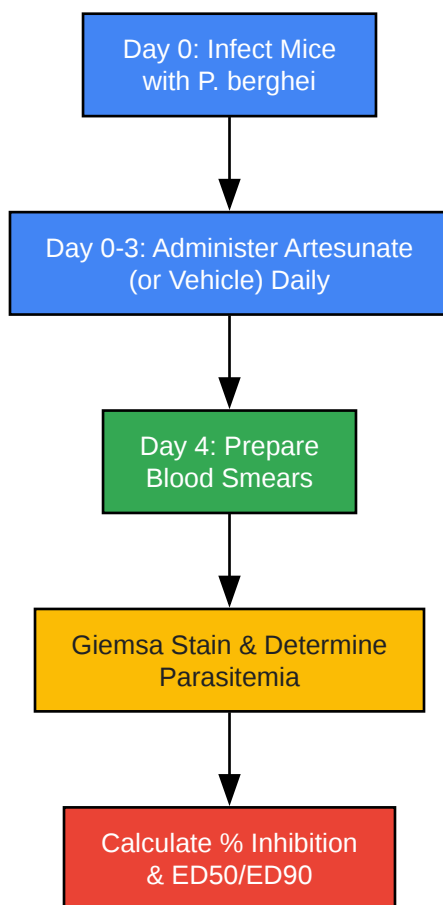 Day 0: Infect Mice
with P. berghei
Day 0-3: Administer Artesunate
(or Vehicle) Daily
Day 4: Prepare
Blood Smears
Giemsa Stain & Determine
Parasitemia
Calculate % Inhibition
& ED50/ED90